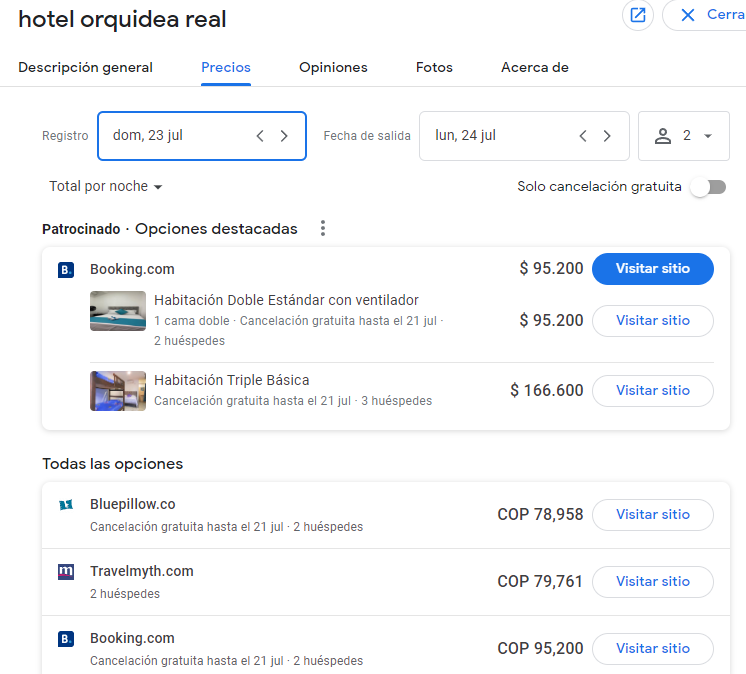 hotel orquidea real
Cerra
Descripción general Precios Opiniones Fotos Acerca de
Registro dom, 23 jul Fecha de salida lun, 24 jul 2
Total por noche Solo cancelación gratuita
Patrocinado · Opciones destacadas
B. Booking.com $ 95.200 Visitar sitio
Habitación Doble Estándar con ventilador
1 cama doble · Cancelación gratuita hasta el 21 jul ·
2 huéspedes
$ 95.200 Visitar sitio
Habitación Triple Básica
Cancelación gratuita hasta el 21 jul · 3 huéspedes
$ 166.600 Visitar sitio
Todas las opciones
Bluepillow.co
Cancelación gratuita hasta el 21 jul · 2 huéspedes
COP 78,958 Visitar sitio
m Travelmyth.com
2 huéspedes
COP 79,761 Visitar sitio
B. Booking.com
Cancelación gratuita hasta el 21 jul · 2 huéspedes
COP 95,200 Visitar sitio